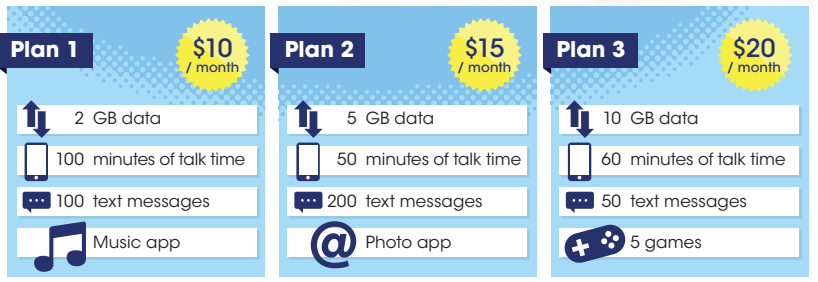 Plan 1
$10
/ month
2 GB data
100 minutes of talk time
100 text messages
Music app
Plan 2
$15
/ month
5 GB data
50 minutes of talk time
200 text messages
@ Photo app
Plan 3
$20
/ month
10 GB data
60 minutes of talk time
50 text messages
5 games